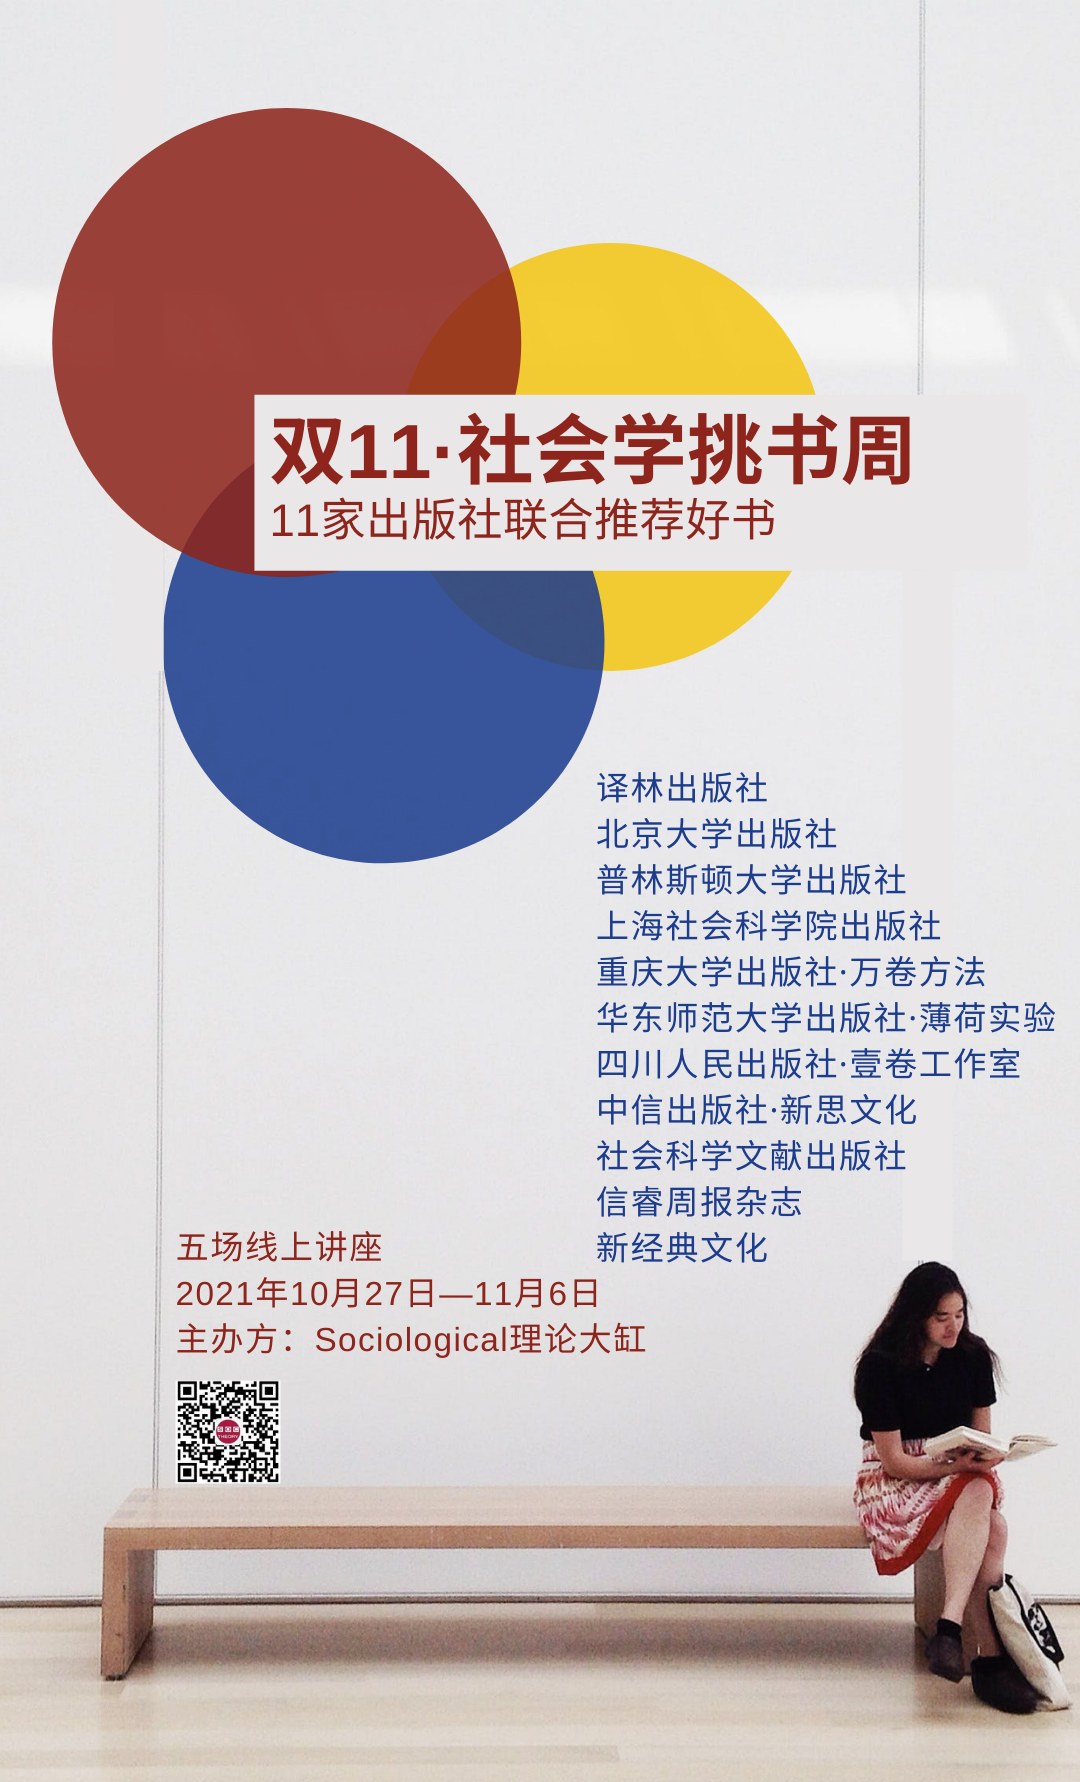 双11·社会学挑书周
11家出版社联合推荐好书
译林出版社
北京大学出版社
普林斯顿大学出版社
上海社会科学院出版社
重庆大学出版社·万卷方法
华东师范大学出版社·薄荷实验
四川人民出版社·壹卷工作室
中信出版社·新思文化
社会科学文献出版社
信睿周报杂志
新经典文化
五场线上讲座
2021年10月27日—11月6日
主办方：Sociological理论大缸
THEORY